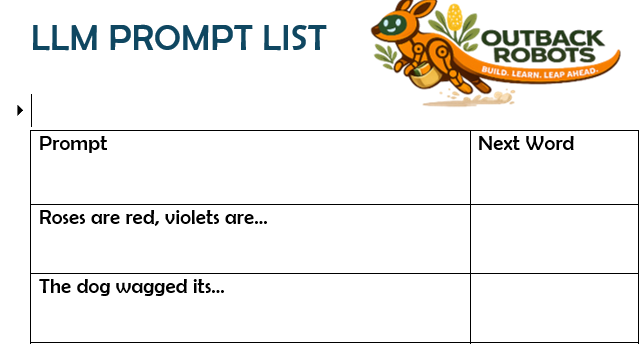 LLM PROMPT LIST
OUTBACK
ROBOTS
BUILD. LEARN. LEAP AHEAD.
Prompt Next Word
Roses are red, violets are...
The dog wagged its...